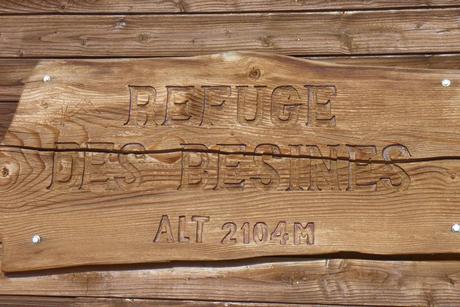 REFUGE
DES BESINES
ALT 2104M